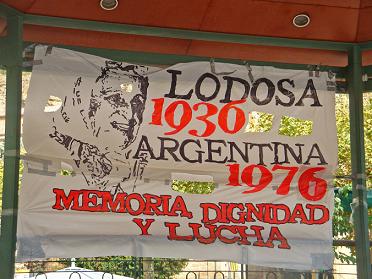 LODOSA
1936
ARGENTINA
1976
MEMORIA, DIGNIDAD
Y LUCHA